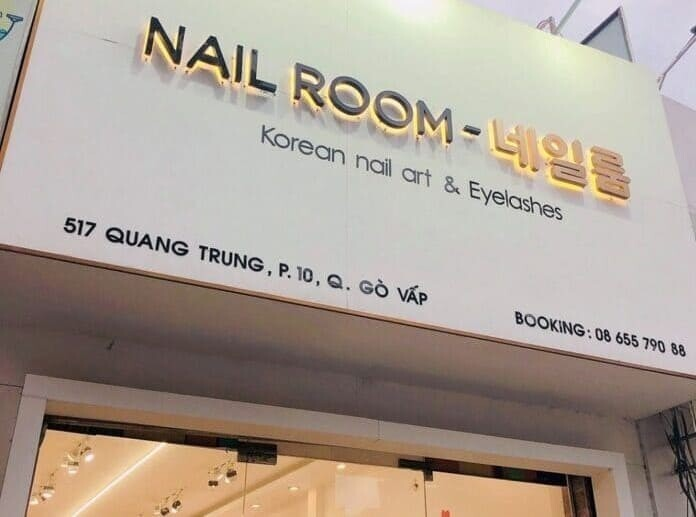 NAIL ROOM - 네일룸
Korean nail art & Eyelashes
517 QUANG TRUNG, P. 10, Q. GÒ VẤP
BOOKING: 08 655 790 88